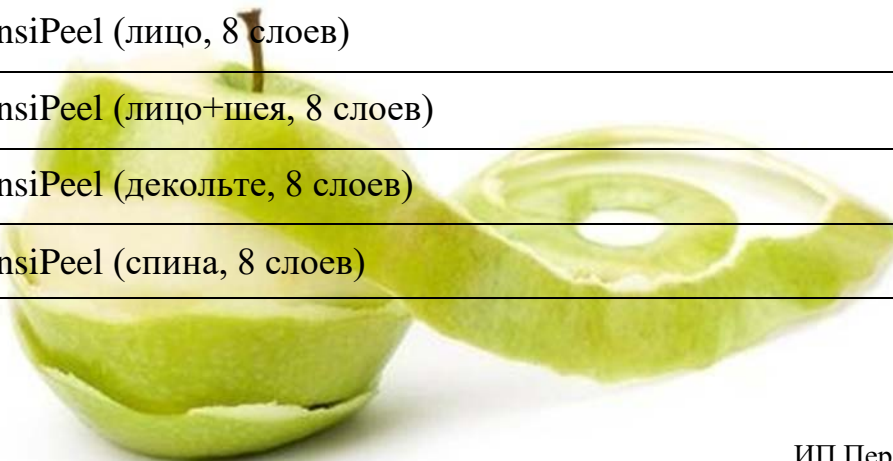 nsiPeel (лицо, 8 слоев)
nsiPeel (лицо+шея, 8 слоев)
nsiPeel (декольте, 8 слоев)
nsiPeel (спина, 8 слоев)
ИП Пер